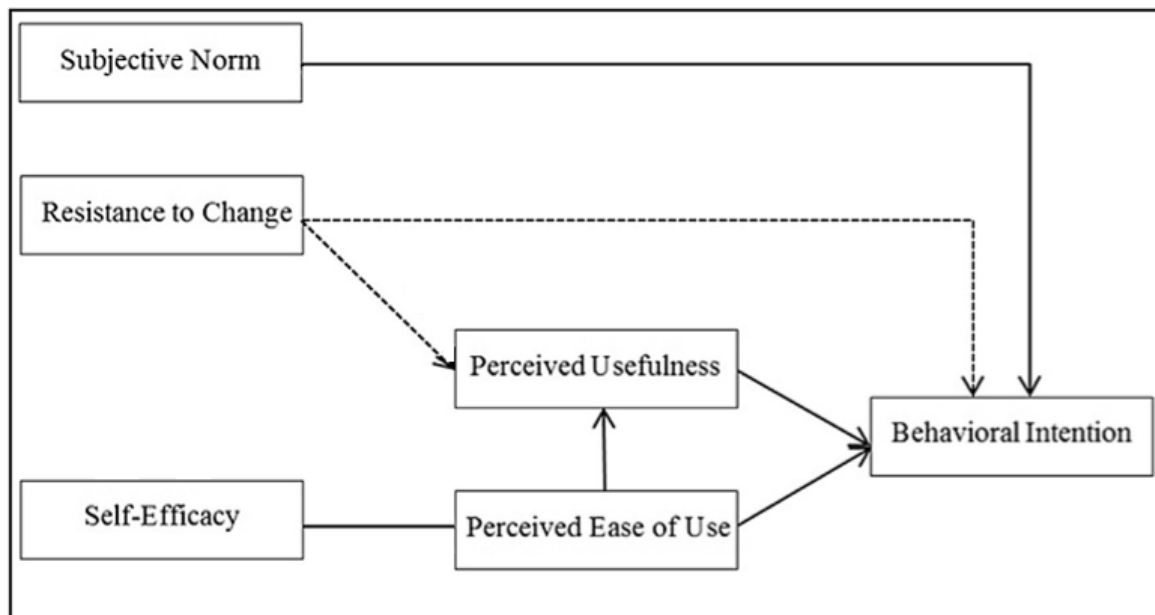 Subjective Norm
Resistance to Change
Perceived Usefulness
Behavioral Intention
Self-Efficacy
Perceived Ease of Use